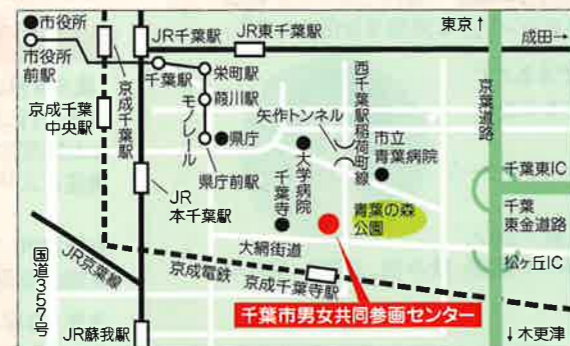 市役所
東京↑
JR千葉駅
JR東千葉駅
成田→
市役所
前駅
京成千葉駅
千葉駅
栄町駅
西千葉駅稲荷町線
京葉道路
京成千葉
中央駅
モノレール
葭川駅
矢作トンネル
県庁
大学病院
市立
青葉病院
県庁前駅
千葉寺
千葉東IC
JR
本千葉駅
青葉の森
公園
千葉
東金道路
国道357号
JR京葉線
大網街道
松ヶ丘IC
京成電鉄
京成千葉寺駅
千葉市男女共同参画センター
JR蘇我駅
↓木更津